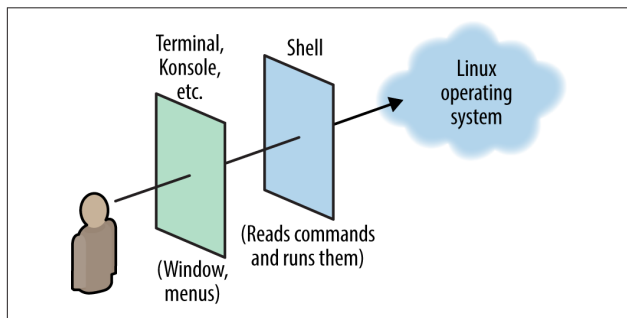 Terminal,
Konsole,
etc.
Shell
Linux
operating
system
(Window,
menus)
(Reads commands
and runs them)